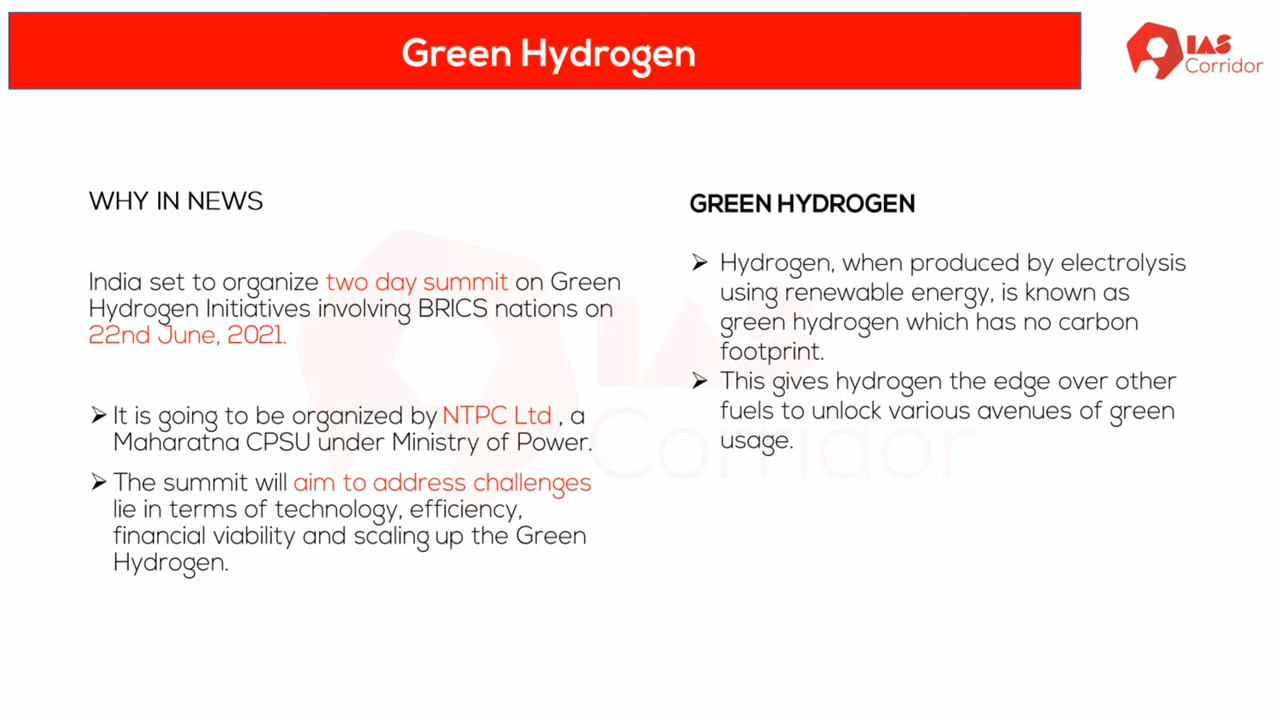 Green Hydrogen
IAS
Corridor
WHY IN NEWS
India set to organize two day summit on Green
Hydrogen Initiatives involving BRICS nations on
22nd June, 2021.
➢ It is going to be organized by NTPC Ltd , a
Maharatna CPSU under Ministry of Power.
➢ The summit will aim to address challenges
lie in terms of technology, efficiency,
financial viability and scaling up the Green
Hydrogen.
GREEN HYDROGEN
➢ Hydrogen, when produced by electrolysis
using renewable energy, is known as
green hydrogen which has no carbon
footprint.
➢ This gives hydrogen the edge over other
fuels to unlock various avenues of green
usage.
IAS
Corridor